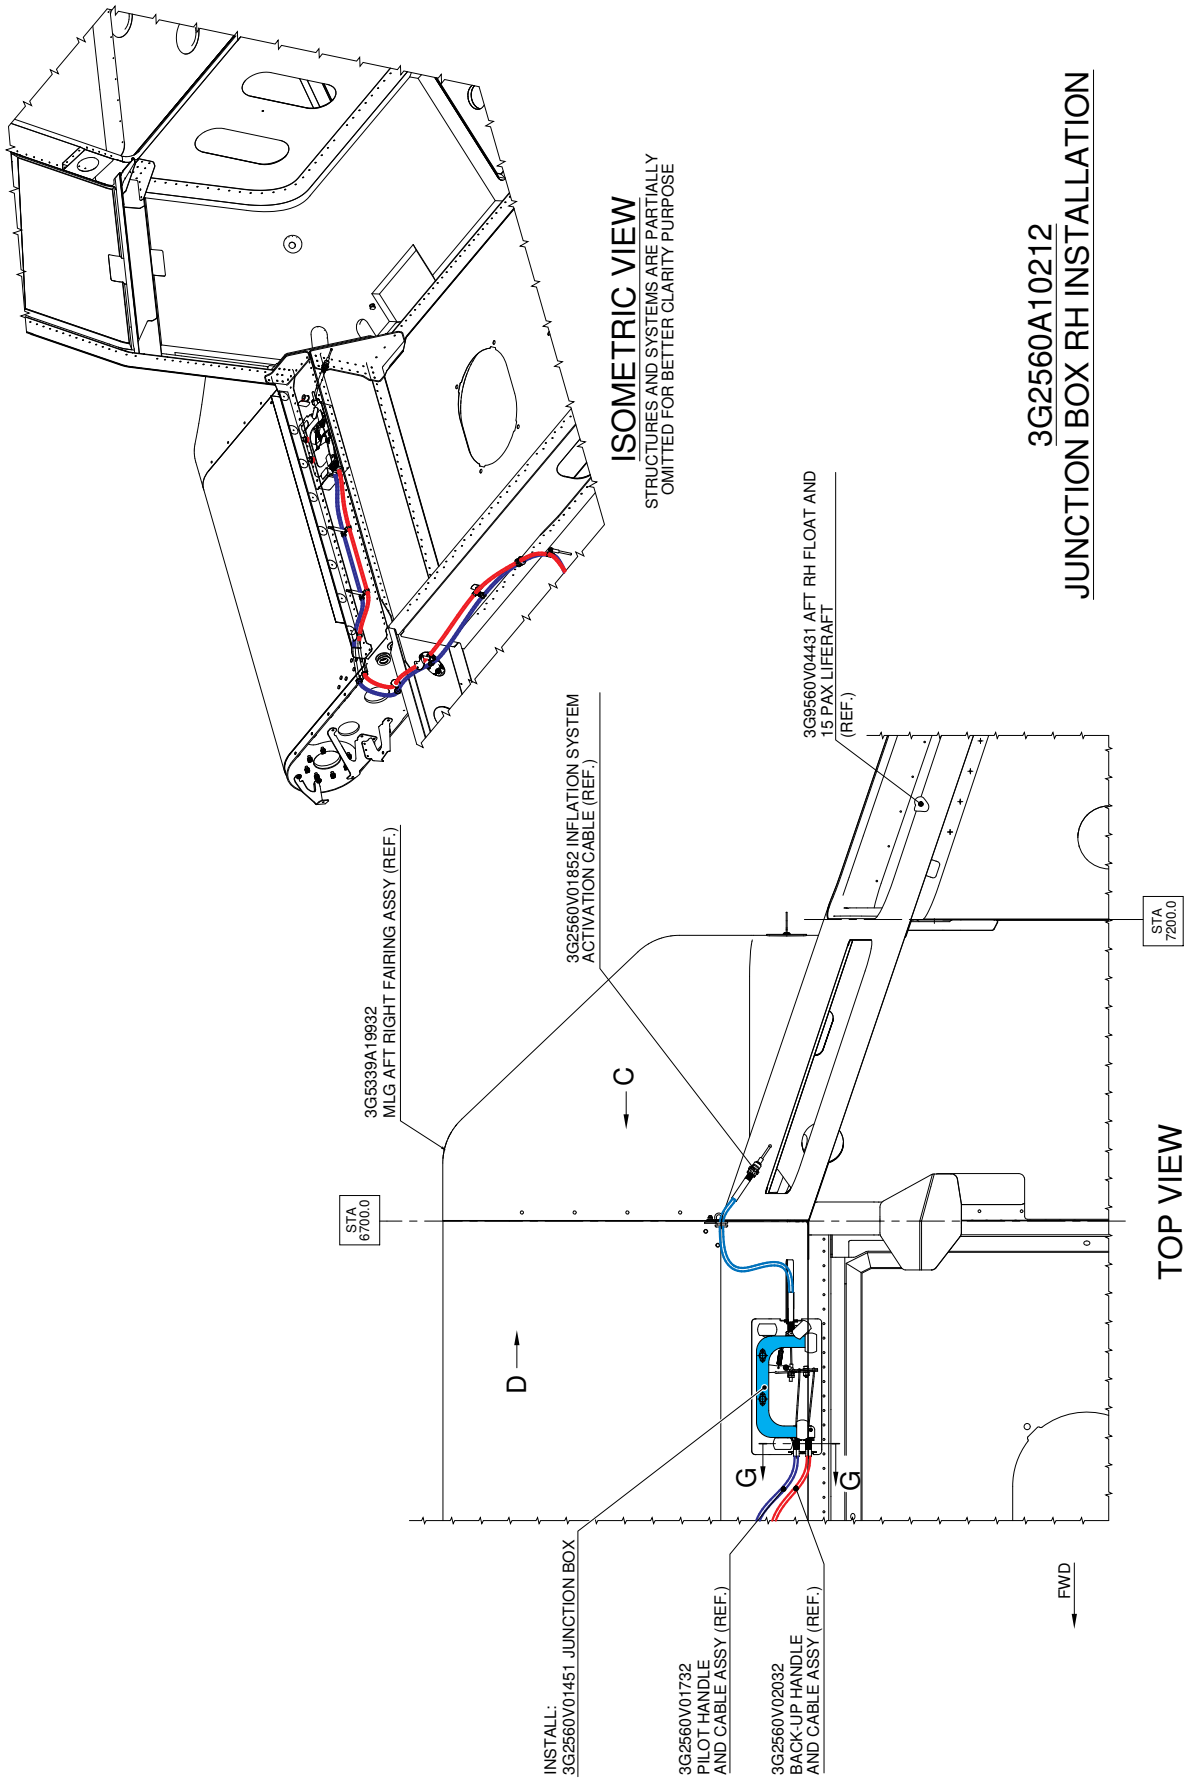 ISOMETRIC VIEW
STRUCTURES AND SYSTEMS ARE PARTIALLY
OMITTED FOR BETTER CLARITY PURPOSE
3G5339A19932
MLG AFT RIGHT FAIRING ASSY (REF.)
3G2560V01852 INFLATION SYSTEM
ACTIVATION CABLE (REF.)
3G9560V04431 AFT RH FLOAT AND
15 PAX LIFERAFT
(REF.)
STA
6700.0
STA
7200.0
D
C
G
G
INSTALL:
3G2560V01451 JUNCTION BOX
3G2560V01732
PILOT HANDLE
AND CABLE ASSY (REF.)
3G2560V02032
BACK-UP HANDLE
AND CABLE ASSY (REF.)
FWD
TOP VIEW
3G2560A10212
JUNCTION BOX RH INSTALLATION